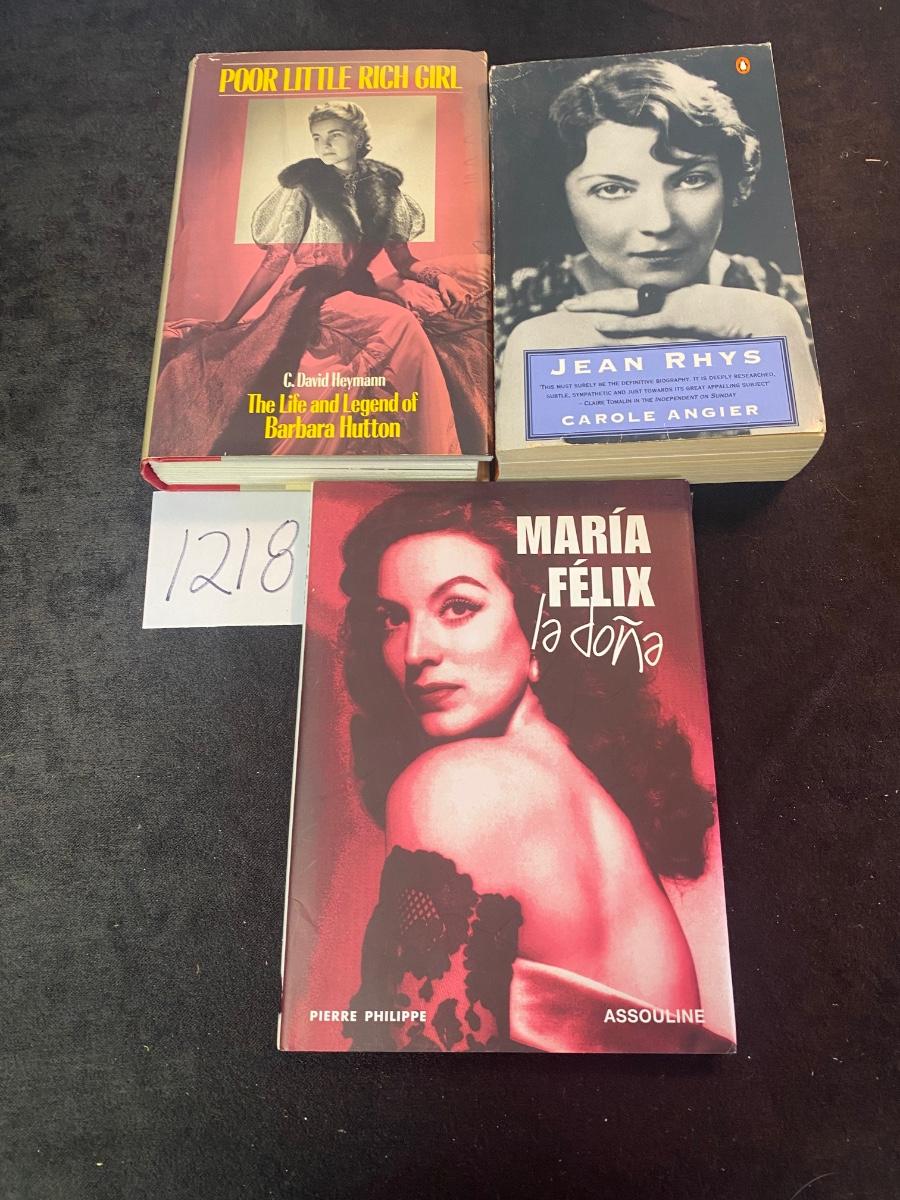 POOR LITTLE RICH GIRL
C. David Heymann
The Life and Legend of
Barbara Hutton
JEAN RHYS
'THIS MUST SURELY BE THE DEFINITIVE BIOGRAPHY. IT IS DEEPLY RESEARCHED,
SUBTLE, SYMPATHETIC AND JUST TOWARDS ITS GREAT APPALLING SUBJECT'
– CLAIRE TOMALIN IN THE INDEPENDENT ON SUNDAY
CAROLE ANGIER
1218
MARÍA
FÉLIX
la doña
PIERRE PHILIPPE
ASSOULINE